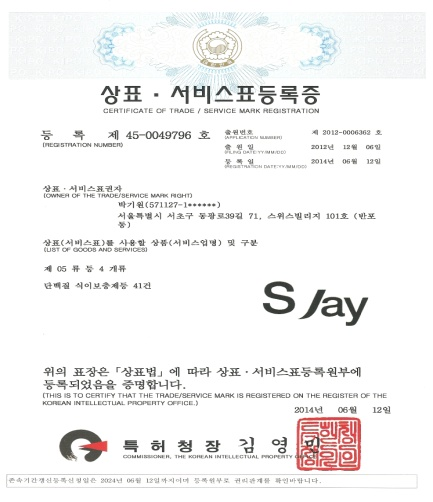 상표 · 서비스표등록증
CERTIFICATE OF TRADE / SERVICE MARK REGISTRATION
등 록 제 45-0049796 호
(REGISTRATION NUMBER)
출원번호 제 2012-0006362 호
(APPLICATION NUMBER)
출 원 일 2012년 12월 06일
(FILING DATE:YY/MM/DD)
등 록 일 2014년 06월 12일
(REGISTRATION DATE:YY/MM/DD)
상표 · 서비스표권자
(OWNER OF THE TRADE/SERVICE MARK RIGHT)
박기원(571127-1******)
서울특별시 서초구 동광로39길 71, 스위스빌리지 101호 (반포
동)
상표(서비스표)를 사용할 상품(서비스업명) 및 구분
(LIST OF GOODS AND SERVICES)
제 05 류 등 4 개류
단백질 식이보충제등 41건
S Jay
위의 표장은「상표법」에 따라 상표 · 서비스표등록원부에
등록되었음을 증명합니다.
(THIS IS TO CERTIFY THAT THE TRADE/SERVICE MARK IS REGISTERED ON THE REGISTER OF THE
KOREAN INTELLECTUAL PROPERTY OFFICE.)
2014년 06월 12일
특허청장 김영민
COMMISSIONER, THE KOREAN INTELLECTUAL PROPERTY
존속기간갱신등록신청일은 2024년 06월 12일까지이며 등록원부로 권리관계를 확인바랍니다.